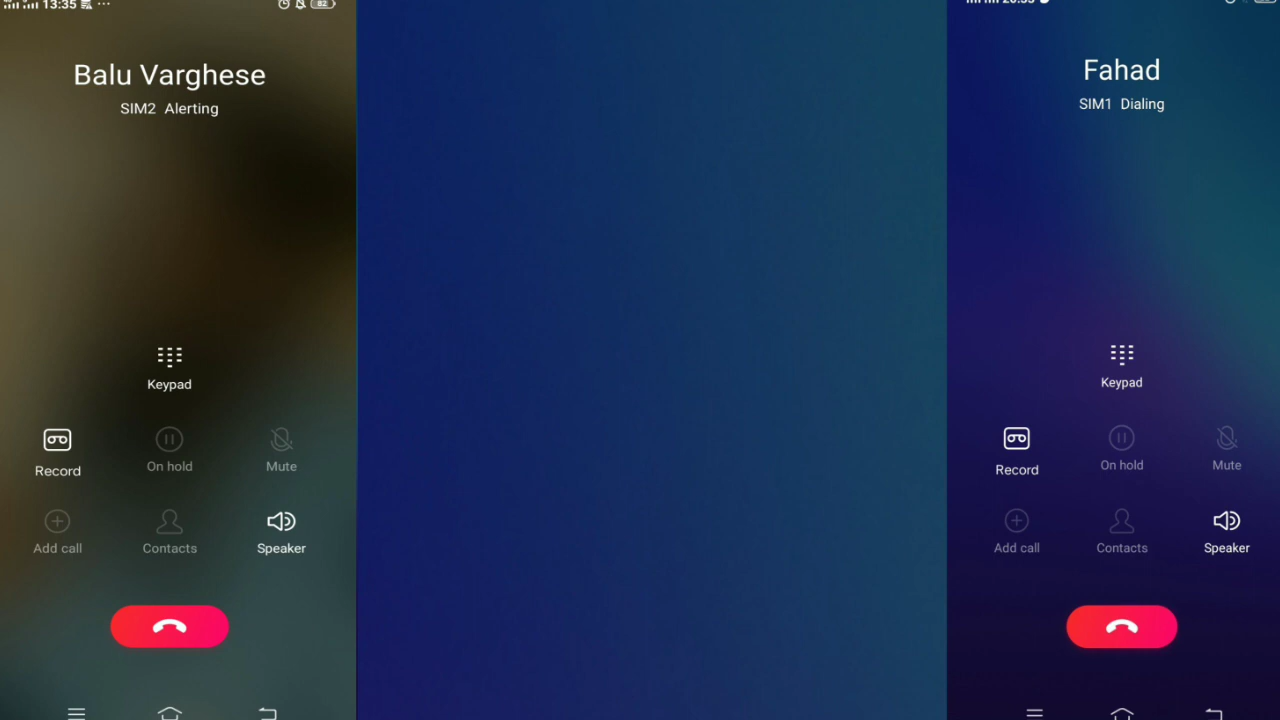 13:35 ...
82
Balu Varghese
SIM2 Alerting
Keypad
Record
On hold
Mute
Add call
Contacts
Speaker
Fahad
SIM1 Dialing
Keypad
Record
On hold
Mute
Add call
Contacts
Speaker